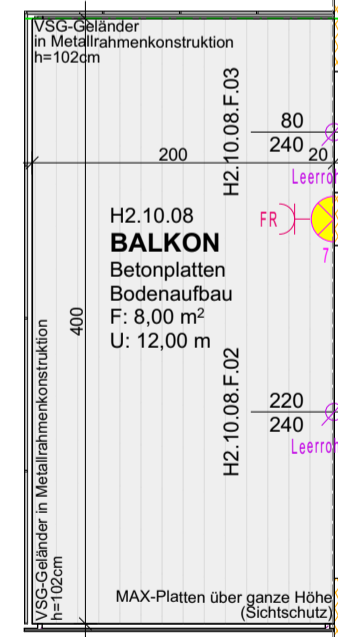 VSG-Geländer
in Metallrahmenkonstruktion
h=102cm
H2.10.08.F.03
80
240
200
20
Leerroh
FR
7
H2.10.08
BALKON
Betonplatten
Bodenaufbau
F: 8,00 m²
U: 12,00 m
400
H2.10.08.F.02
220
240
Leerroh
VSG-Geländer in Metallrahmenkonstruktion
h=102cm
MAX-Platten über ganze Höhe
(Sichtschutz)